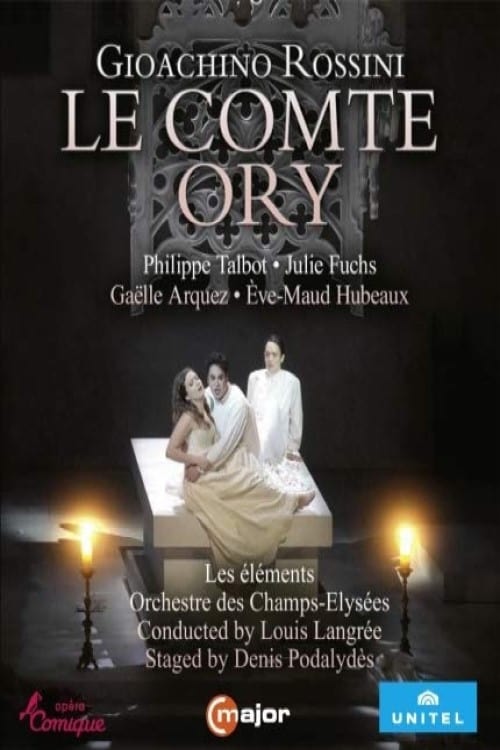 GIOACHINO ROSSINI
LE COMTE
ORY
Philippe Talbot • Julie Fuchs
Gaëlle Arquez • Ève-Maud Hubeaux
Les éléments
Orchestre des Champs-Elysées
Conducted by Louis Langrée
Staged by Denis Podalydès
opéra-
Comique
C major
UNITEL